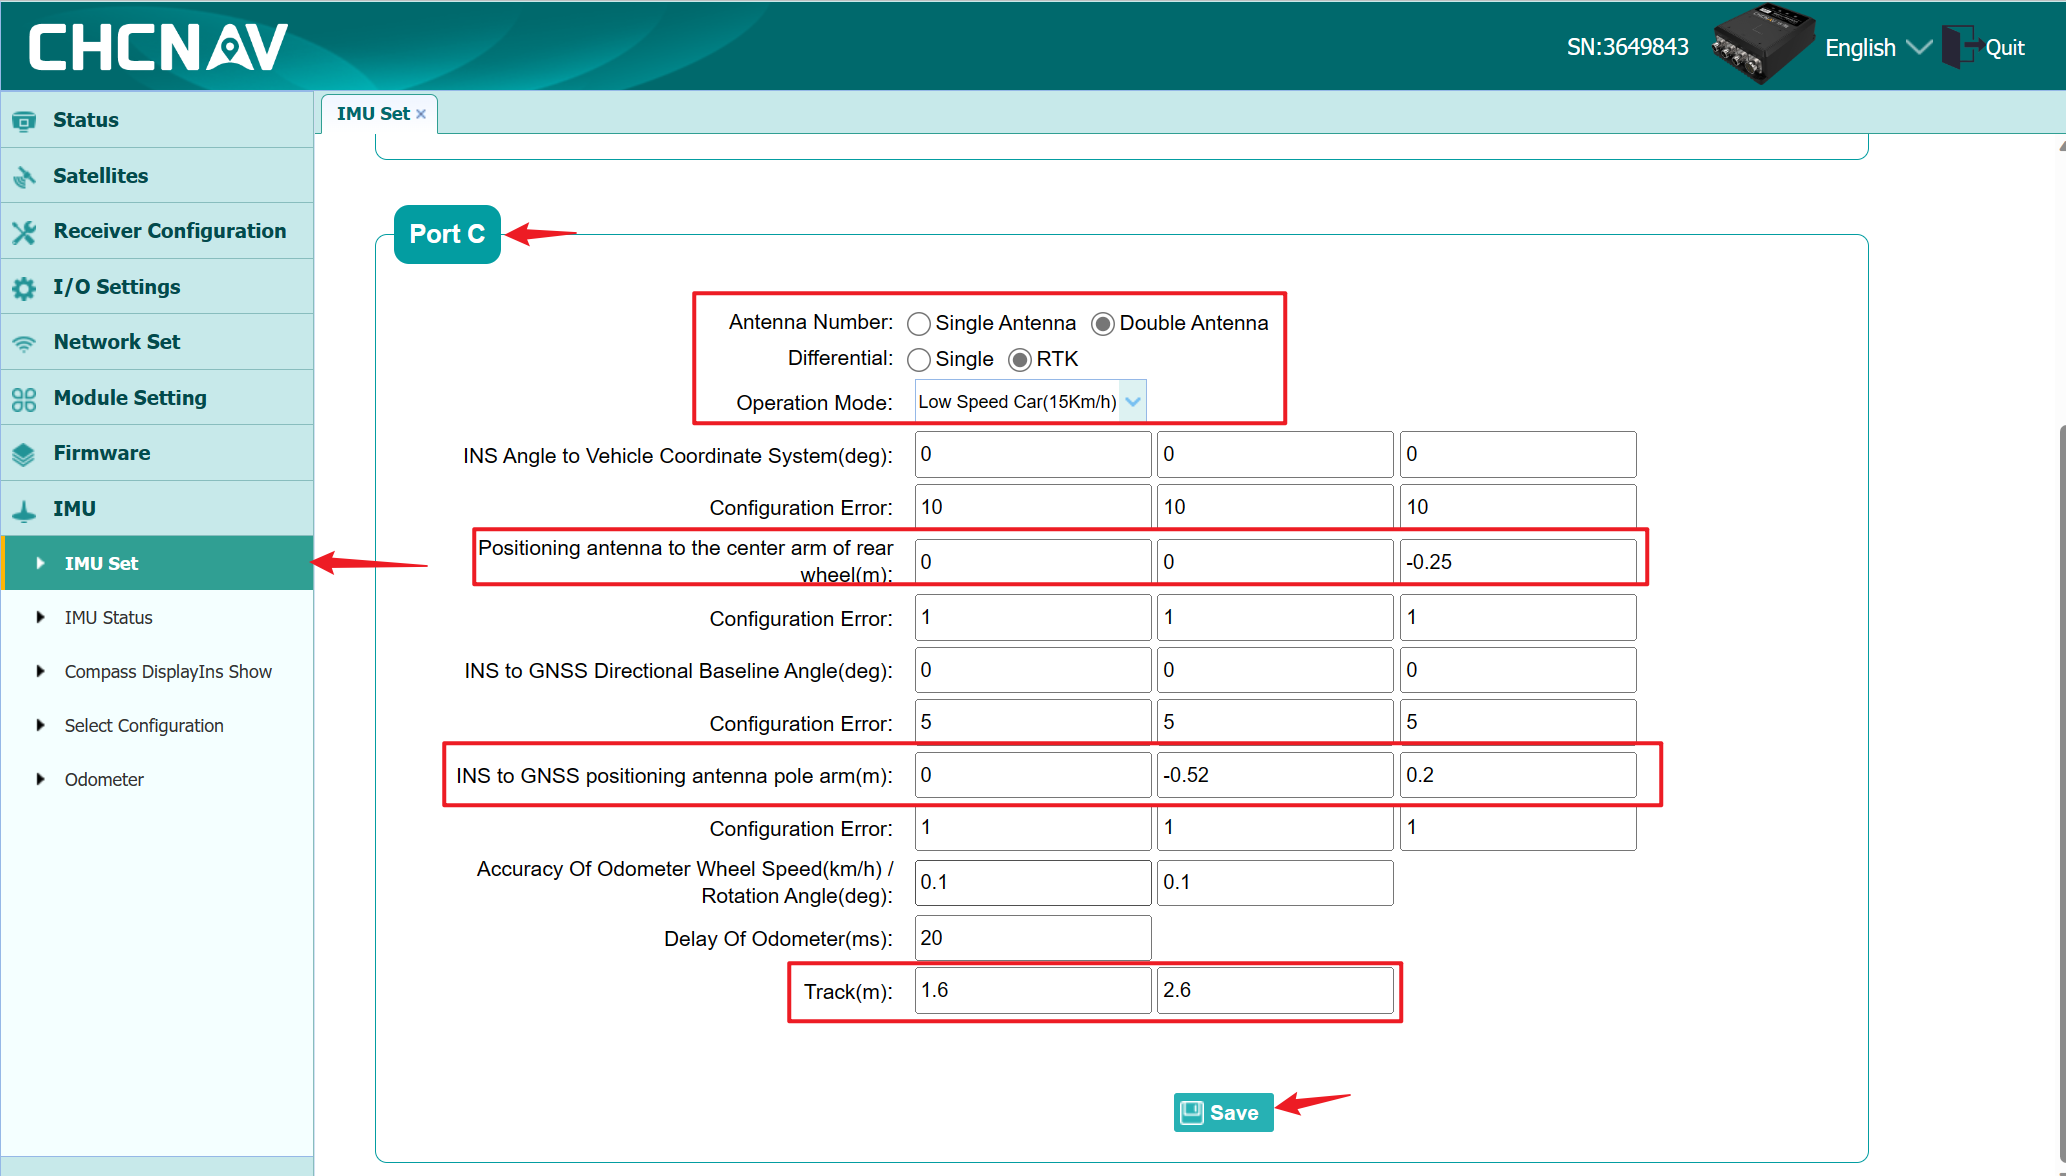 CHCNAV
SN:3649843
English
Quit
Status
Satellites
Receiver Configuration
I/O Settings
Network Set
Module Setting
Firmware
IMU
IMU Set
IMU Status
Compass DisplayIns Show
Select Configuration
Odometer
IMU Set ×
Port C
Antenna Number: Single Antenna Double Antenna
Differential: Single RTK
Operation Mode: Low Speed Car(15Km/h)
INS Angle to Vehicle Coordinate System(deg): 0 0 0
Configuration Error: 10 10 10
Positioning antenna to the center arm of rear
wheel(m): 0 0 -0.25
Configuration Error: 1 1 1
INS to GNSS Directional Baseline Angle(deg): 0 0 0
Configuration Error: 5 5 5
INS to GNSS positioning antenna pole arm(m): 0 -0.52 0.2
Configuration Error: 1 1 1
Accuracy Of Odometer Wheel Speed(km/h) /
Rotation Angle(deg): 0.1 0.1
Delay Of Odometer(ms): 20
Track(m): 1.6 2.6
Save